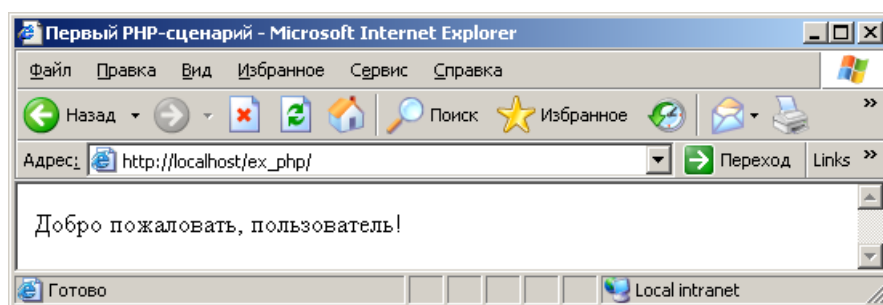 Первый PHP-сценарий - Microsoft Internet Explorer
Файл Правка Вид Избранное Сервис Справка
Назад Поиск Избранное »
Адрес: http://localhost/ex_php/ Переход Links »
Добро пожаловать, пользователь!
Готово Local intranet